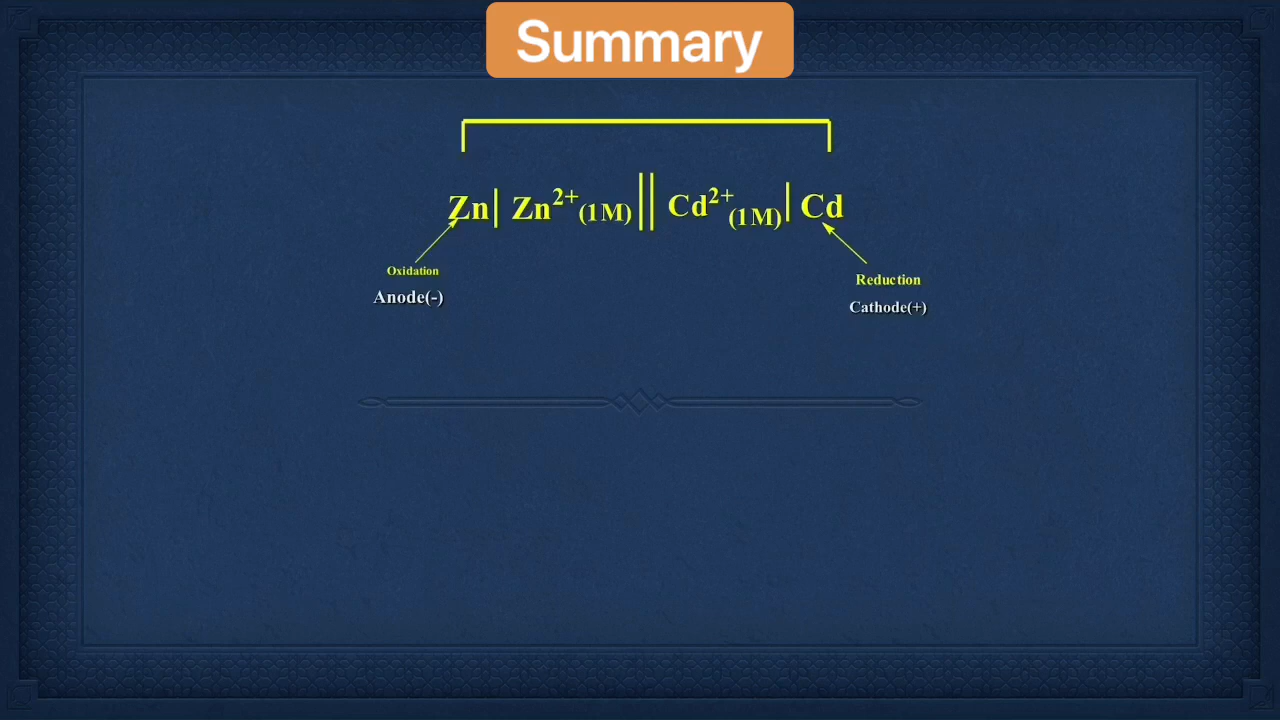 Summary
Zn| Zn²⁺(1M)|| Cd²⁺(1M)| Cd
Oxidation
Anode(-)
Reduction
Cathode(+)